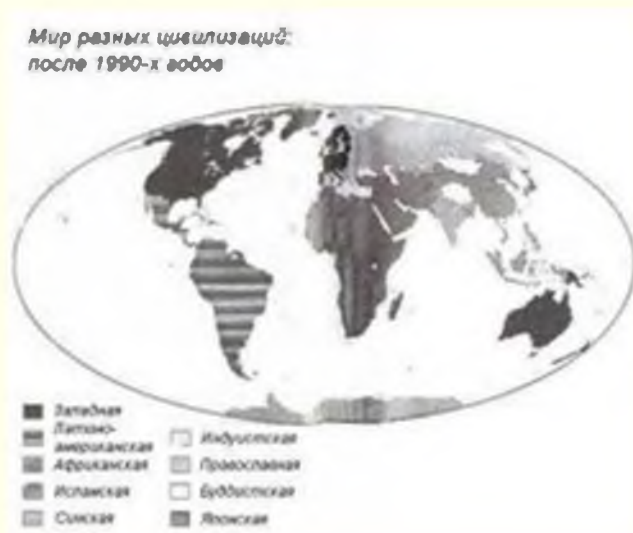 Мир разных цивилизаций:
после 1990-х годов
Западная
Латино-
американская
Африканская
Исламская
Синская
Индуистская
Православная
Буддистская
Японская